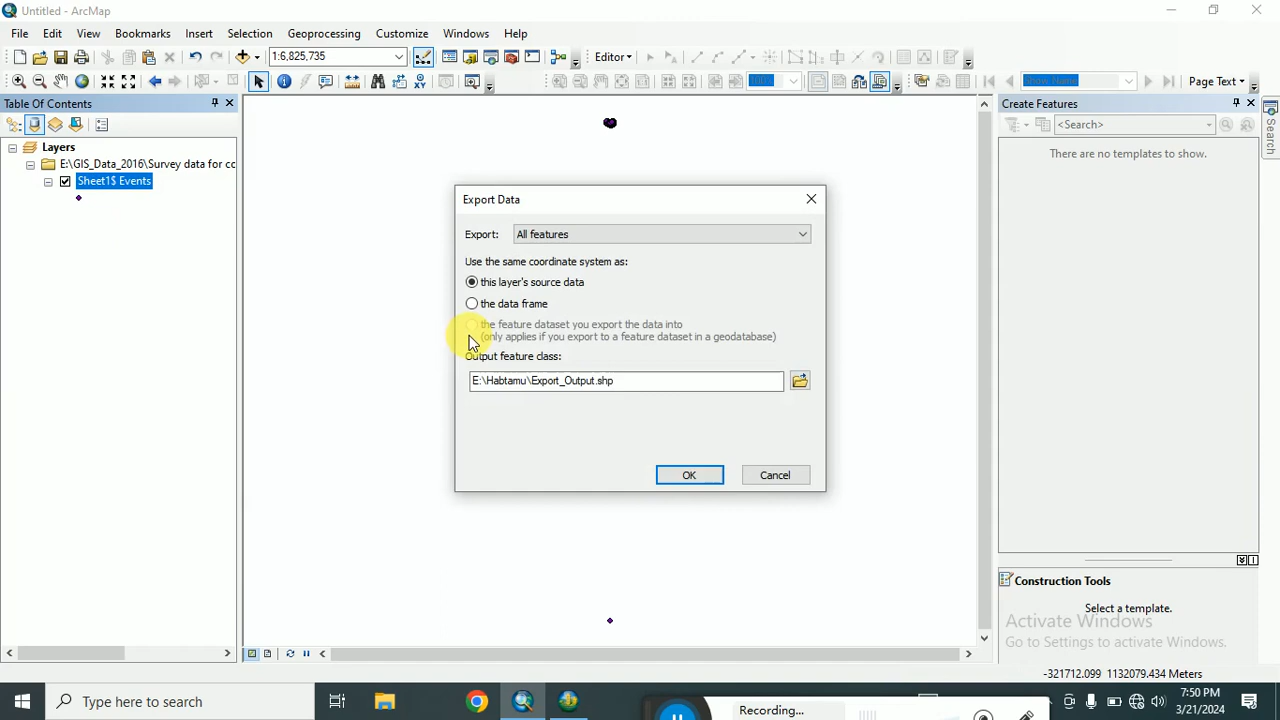 Untitled - ArcMap
File Edit View Bookmarks Insert Selection Geoprocessing Customize Windows Help
1:6,825,735
Editor
Page Text
Table Of Contents
Layers
E:\GIS_Data_2016\Survey data for cc
Sheet1$ Events
Export Data
Export: All features
Use the same coordinate system as:
this layer's source data
the data frame
the feature dataset you export the data into
(only applies if you export to a feature dataset in a geodatabase)
Output feature class:
E:\Habtamu\Export_Output.shp
OK Cancel
Create Features
<Search>
There are no templates to show.
Search
Construction Tools
Select a template.
Activate Windows
Go to Settings to activate Windows.
-321712.099 1132079.434 Meters
Type here to search
Recording...
7:50 PM
3/21/2024